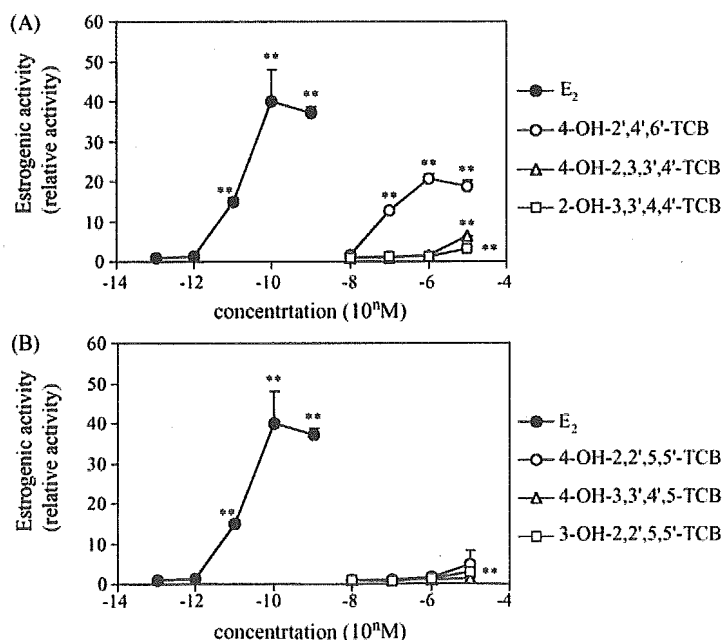 (A)
Estrogenic activity
(relative activity)
60
50
40
30
20
10
0
**
**
**
**
**
**
**
**
-14
-12
-10
-8
-6
-4
concentrtation (10ⁿM)
E₂
4-OH-2',4',6'-TCB
4-OH-2,3,3',4'-TCB
2-OH-3,3',4,4'-TCB
(B)
Estrogenic activity
(relative activity)
60
50
40
30
20
10
0
**
**
**
**
-14
-12
-10
-8
-6
-4
concentrtation (10ⁿM)
E₂
4-OH-2,2',5,5'-TCB
4-OH-3,3',4',5-TCB
3-OH-2,2',5,5'-TCB